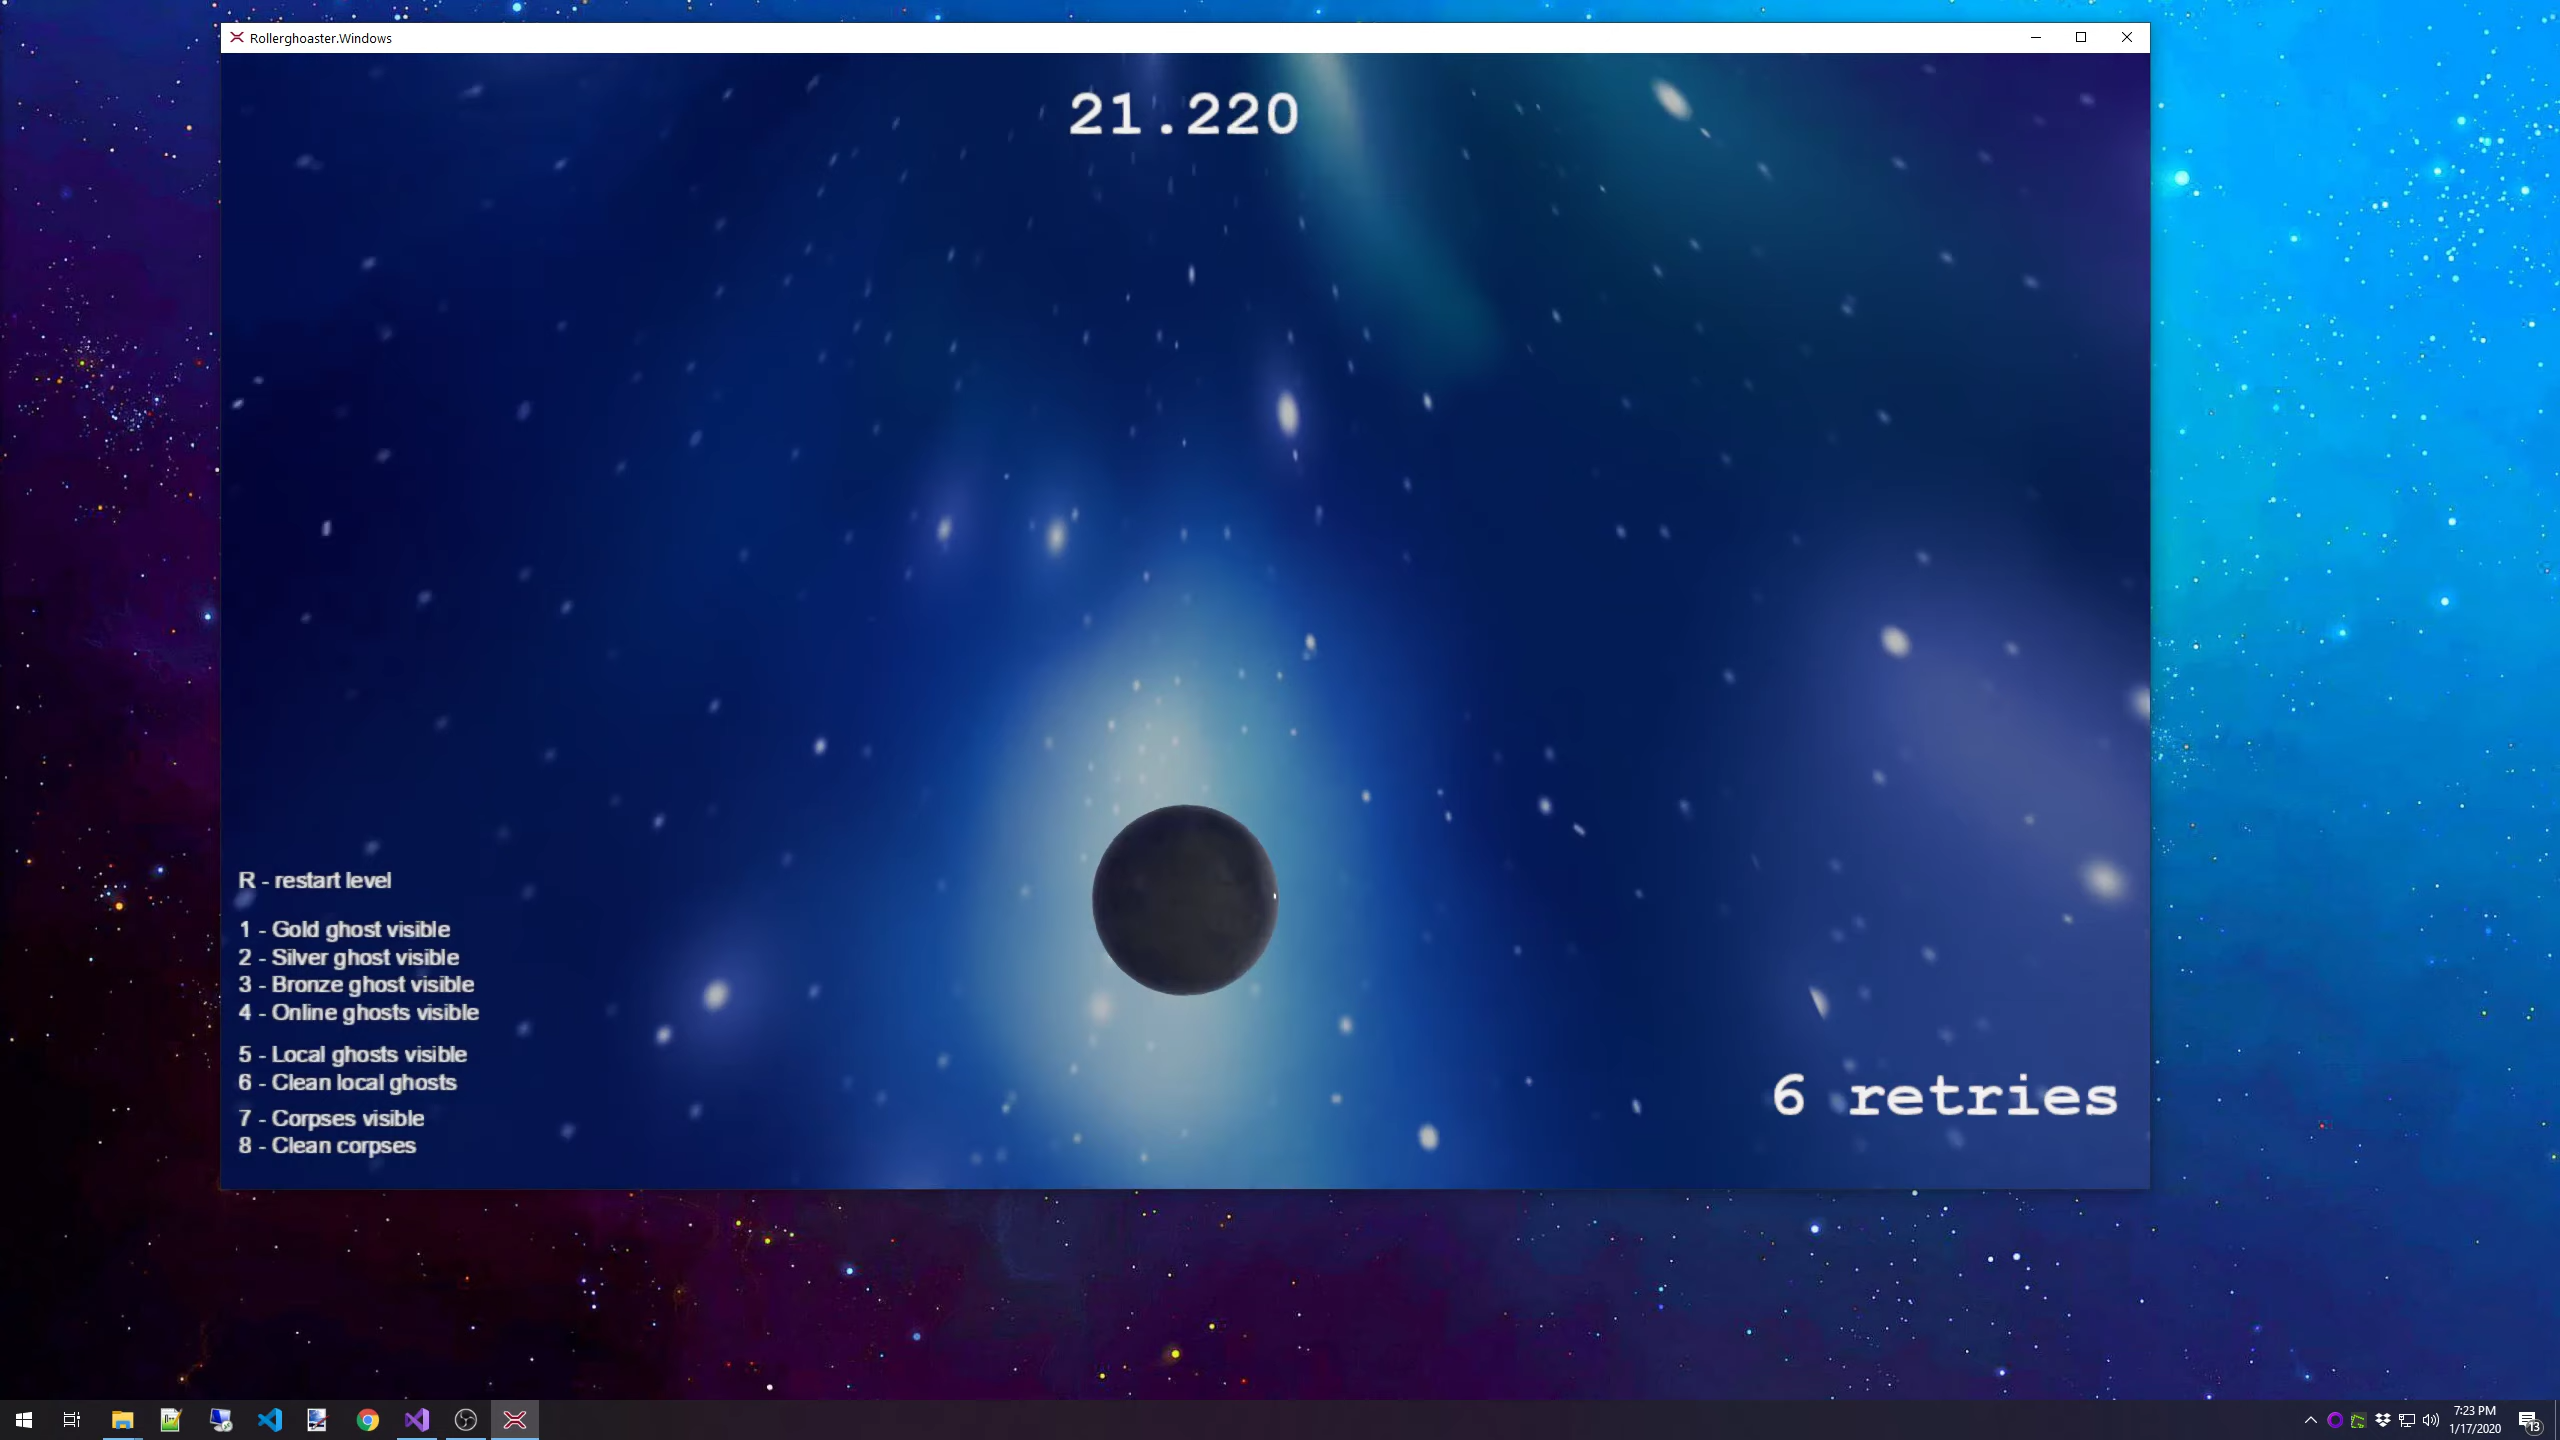 Rollerghoaster.Windows
21.220
R - restart level
1 - Gold ghost visible
2 - Silver ghost visible
3 - Bronze ghost visible
4 - Online ghosts visible
5 - Local ghosts visible
6 - Clean local ghosts
7 - Corpses visible
8 - Clean corpses
6 retries
7:23 PM
1/17/2020
13